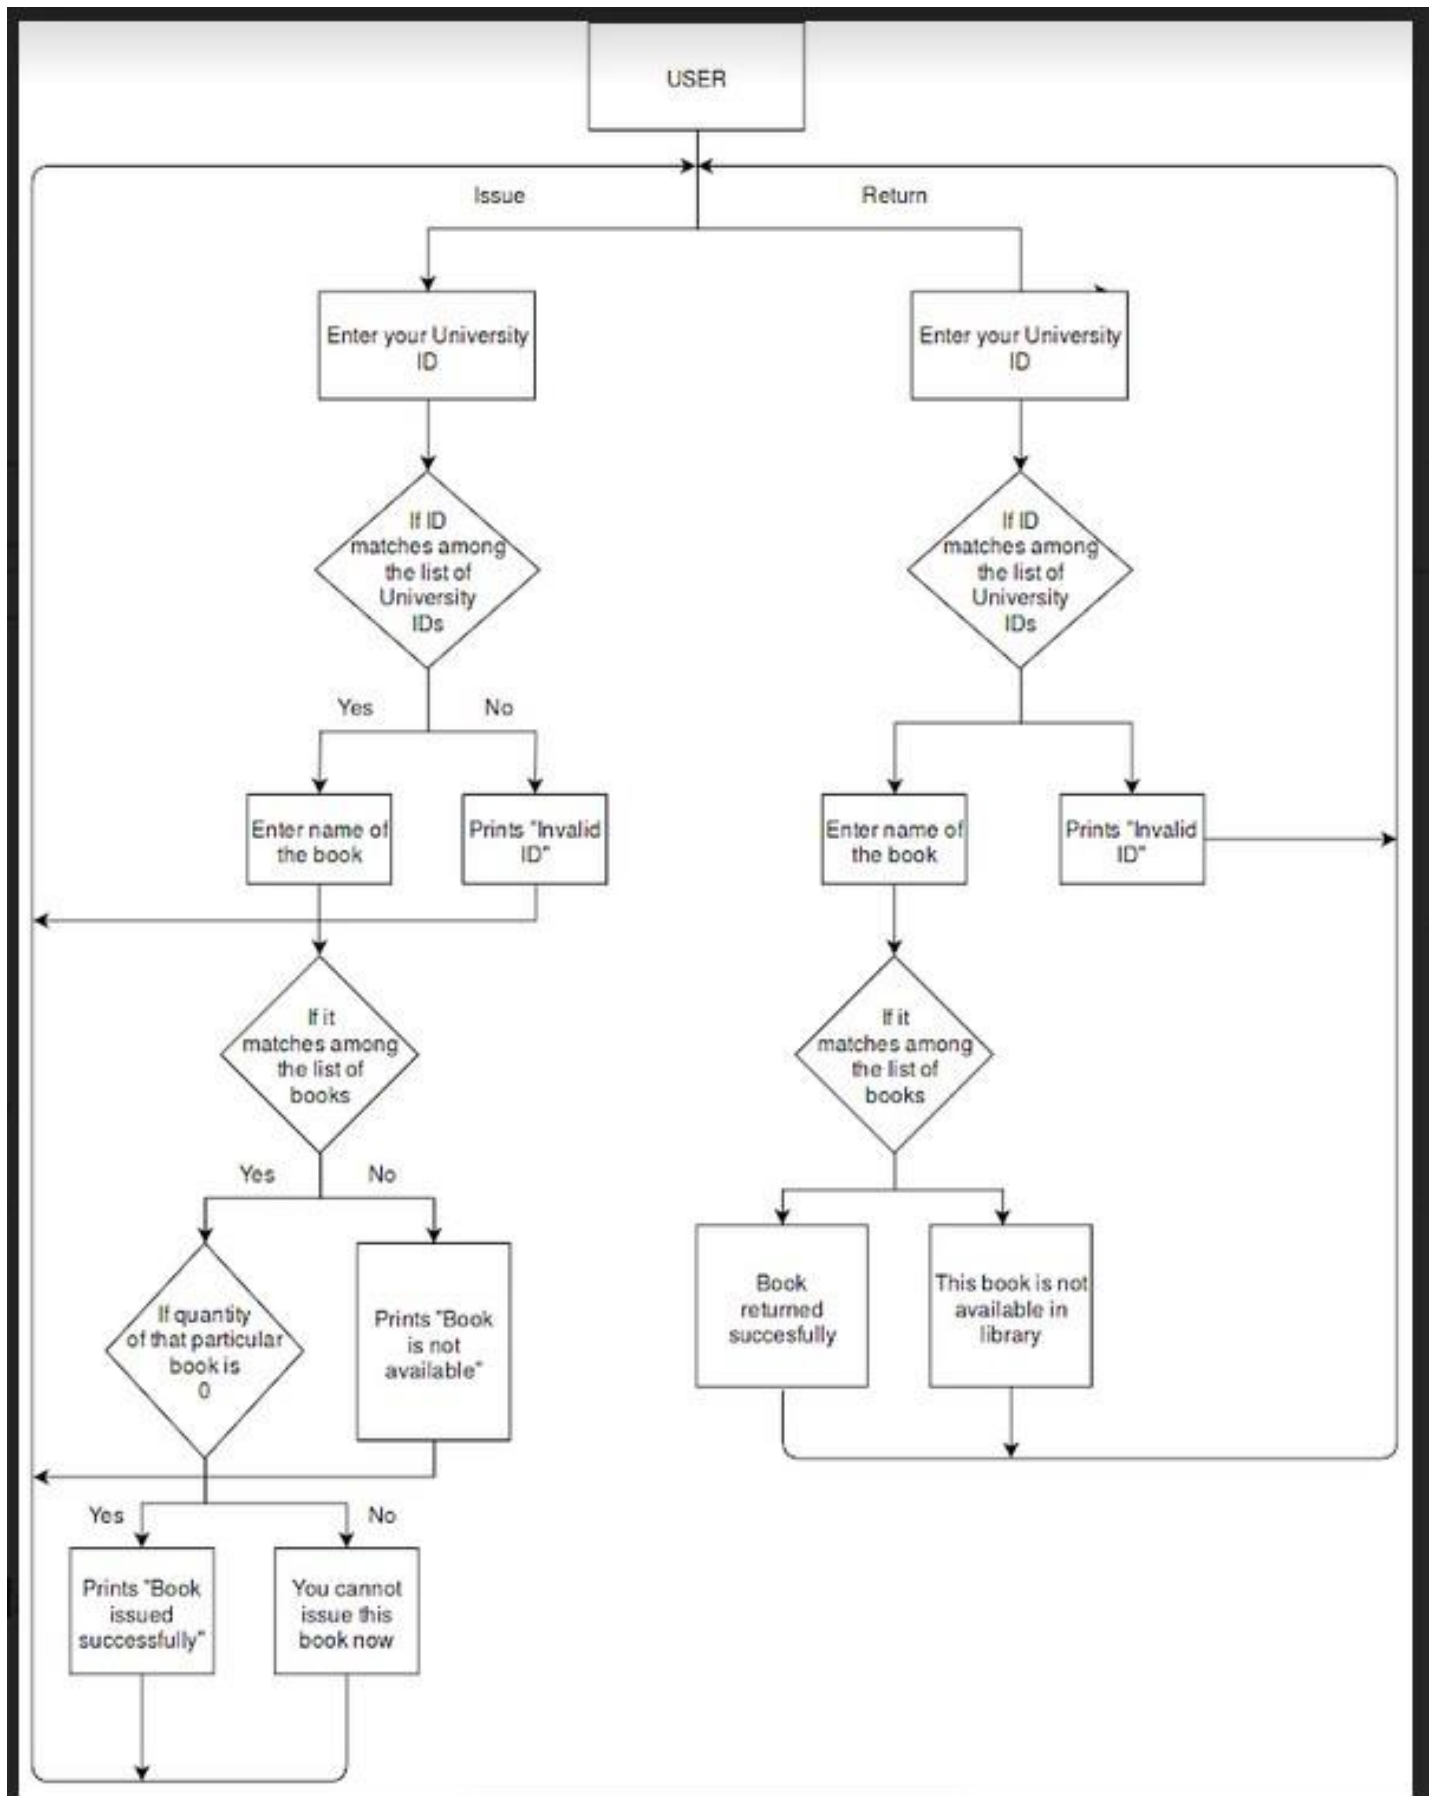 USER
Issue
Return
Enter your University
ID
Enter your University
ID
If ID
matches among
the list of
University
IDs
If ID
matches among
the list of
University
IDs
Yes
No
Enter name of
the book
Prints "Invalid
ID"
Enter name of
the book
Prints "Invalid
ID"
If it
matches among
the list of
books
If it
matches among
the list of
books
Yes
No
If quantity
of that particular
book is
0
Prints "Book
is not
available"
Book
returned
succesfully
This book is not
available in
library
Yes
No
Prints "Book
issued
successfully"
You cannot
issue this
book now